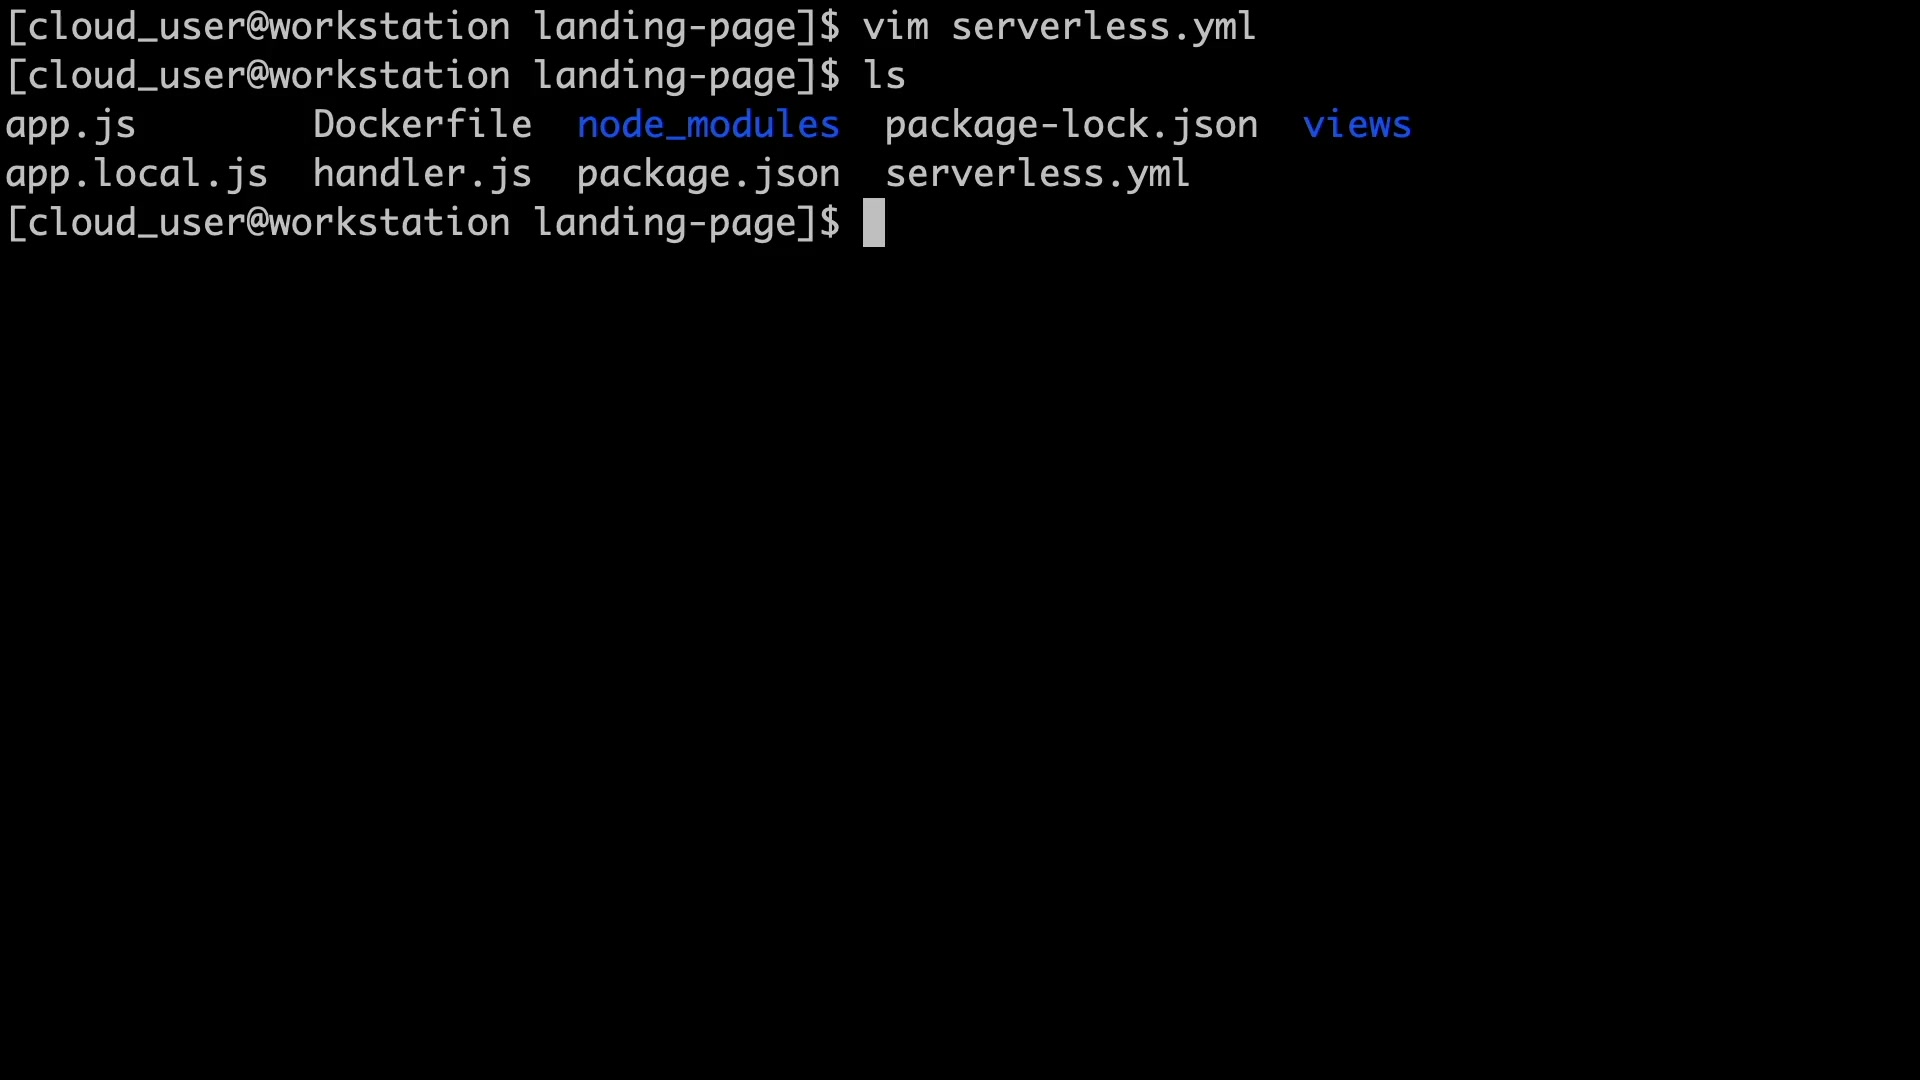 [cloud_user@workstation landing-page]$ vim serverless.yml
[cloud_user@workstation landing-page]$ ls
app.js        Dockerfile  node_modules  package-lock.json  views
app.local.js  handler.js  package.json  serverless.yml
[cloud_user@workstation landing-page]$